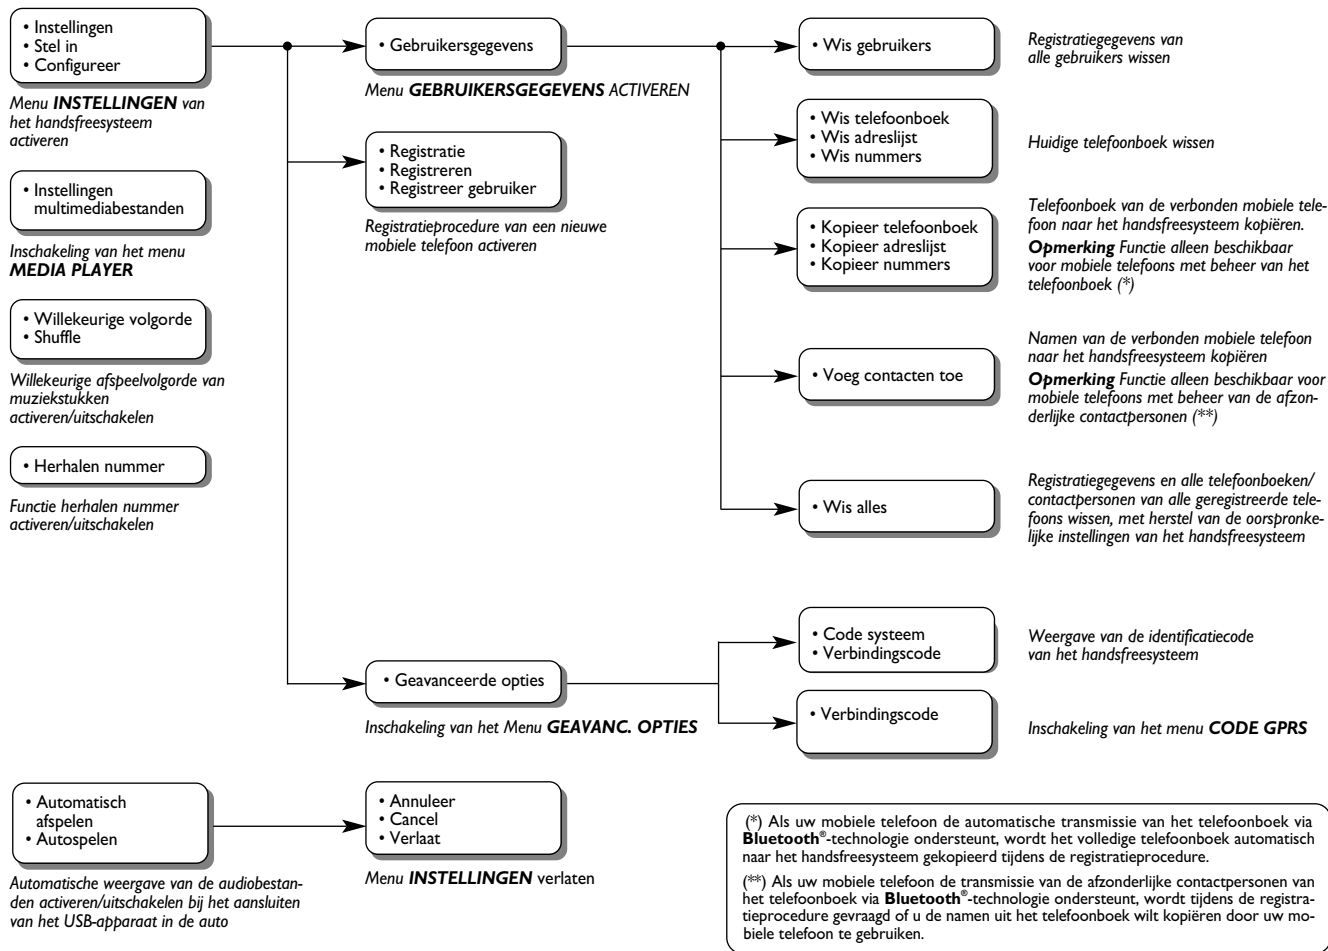 • Instellingen
• Stel in
• Configureer
Menu INSTELLINGEN van
het handsfreesysteem
activeren
• Instellingen
multimediabestanden
Inschakeling van het menu
MEDIA PLAYER
• Willekeurige volgorde
• Shuffle
Willekeurige afspeelvolgorde van
muziekstukken
activeren/uitschakelen
• Herhalen nummer
Functie herhalen nummer
activeren/uitschakelen
• Gebruikersgegevens
Menu GEBRUIKERSGEGEVENS ACTIVEREN
• Registratie
• Registreren
• Registreer gebruiker
Registratieprocedure van een nieuwe
mobiele telefoon activeren
• Wis gebruikers
Registratiegegevens van
alle gebruikers wissen
• Wis telefoonboek
• Wis adreslijst
• Wis nummers
Huidige telefoonboek wissen
• Kopieer telefoonboek
• Kopieer adreslijst
• Kopieer nummers
Telefoonboek van de verbonden mobiele tele-
foon naar het handsfreesysteem kopiëren.
Opmerking Functie alleen beschikbaar
voor mobiele telefoons met beheer van het
telefoonboek (*)
• Voeg contacten toe
Namen van de verbonden mobiele telefoon
naar het handsfreesysteem kopiëren
Opmerking Functie alleen beschikbaar voor
mobiele telefoons met beheer van de afzon-
derlijke contactpersonen (**)
• Wis alles
Registratiegegevens en alle telefoonboeken/
contactpersonen van alle geregistreerde tele-
foons wissen, met herstel van de oorspronke-
lijke instellingen van het handsfreesysteem
• Geavanceerde opties
Inschakeling van het Menu GEAVANC. OPTIES
• Code systeem
• Verbindingscode
Weergave van de identificatiecode
van het handsfreesysteem
• Verbindingscode
Inschakeling van het menu CODE GPRS
• Automatisch
afspelen
• Autospelen
Automatische weergave van de audiobestan-
den activeren/uitschakelen bij het aansluiten
van het USB-apparaat in de auto
• Annuleer
• Cancel
• Verlaat
Menu INSTELLINGEN verlaten
(*) Als uw mobiele telefoon de automatische transmissie van het telefoonboek via
Bluetooth®-technologie ondersteunt, wordt het volledige telefoonboek automatisch
naar het handsfreesysteem gekopieerd tijdens de registratieprocedure.
(**) Als uw mobiele telefoon de transmissie van de afzonderlijke contactpersonen van
het telefoonboek via Bluetooth®-technologie ondersteunt, wordt tijdens de registra-
tieprocedure gevraagd of u de namen uit het telefoonboek wilt kopiëren door uw mo-
biele telefoon te gebruiken.